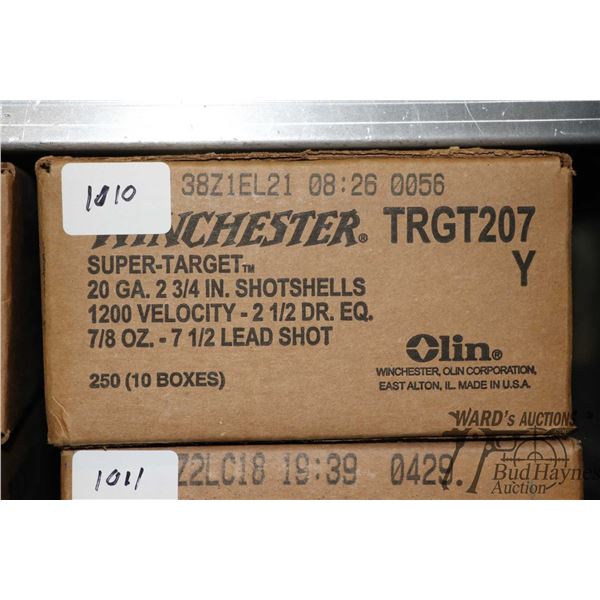 1010
38Z1EL21 08:26 0056
WINCHESTER® TRGT207
Y
SUPER-TARGET™
20 GA. 2 3/4 IN. SHOTSHELLS
1200 VELOCITY - 2 1/2 DR. EQ.
7/8 OZ. - 7 1/2 LEAD SHOT
250 (10 BOXES)
Olin®
WINCHESTER, OLIN CORPORATION,
EAST ALTON, IL. MADE IN U.S.A.
1011
Z2LC18 19:39 0429
WARD's AUCTIONS
Bud Haynes
Auction